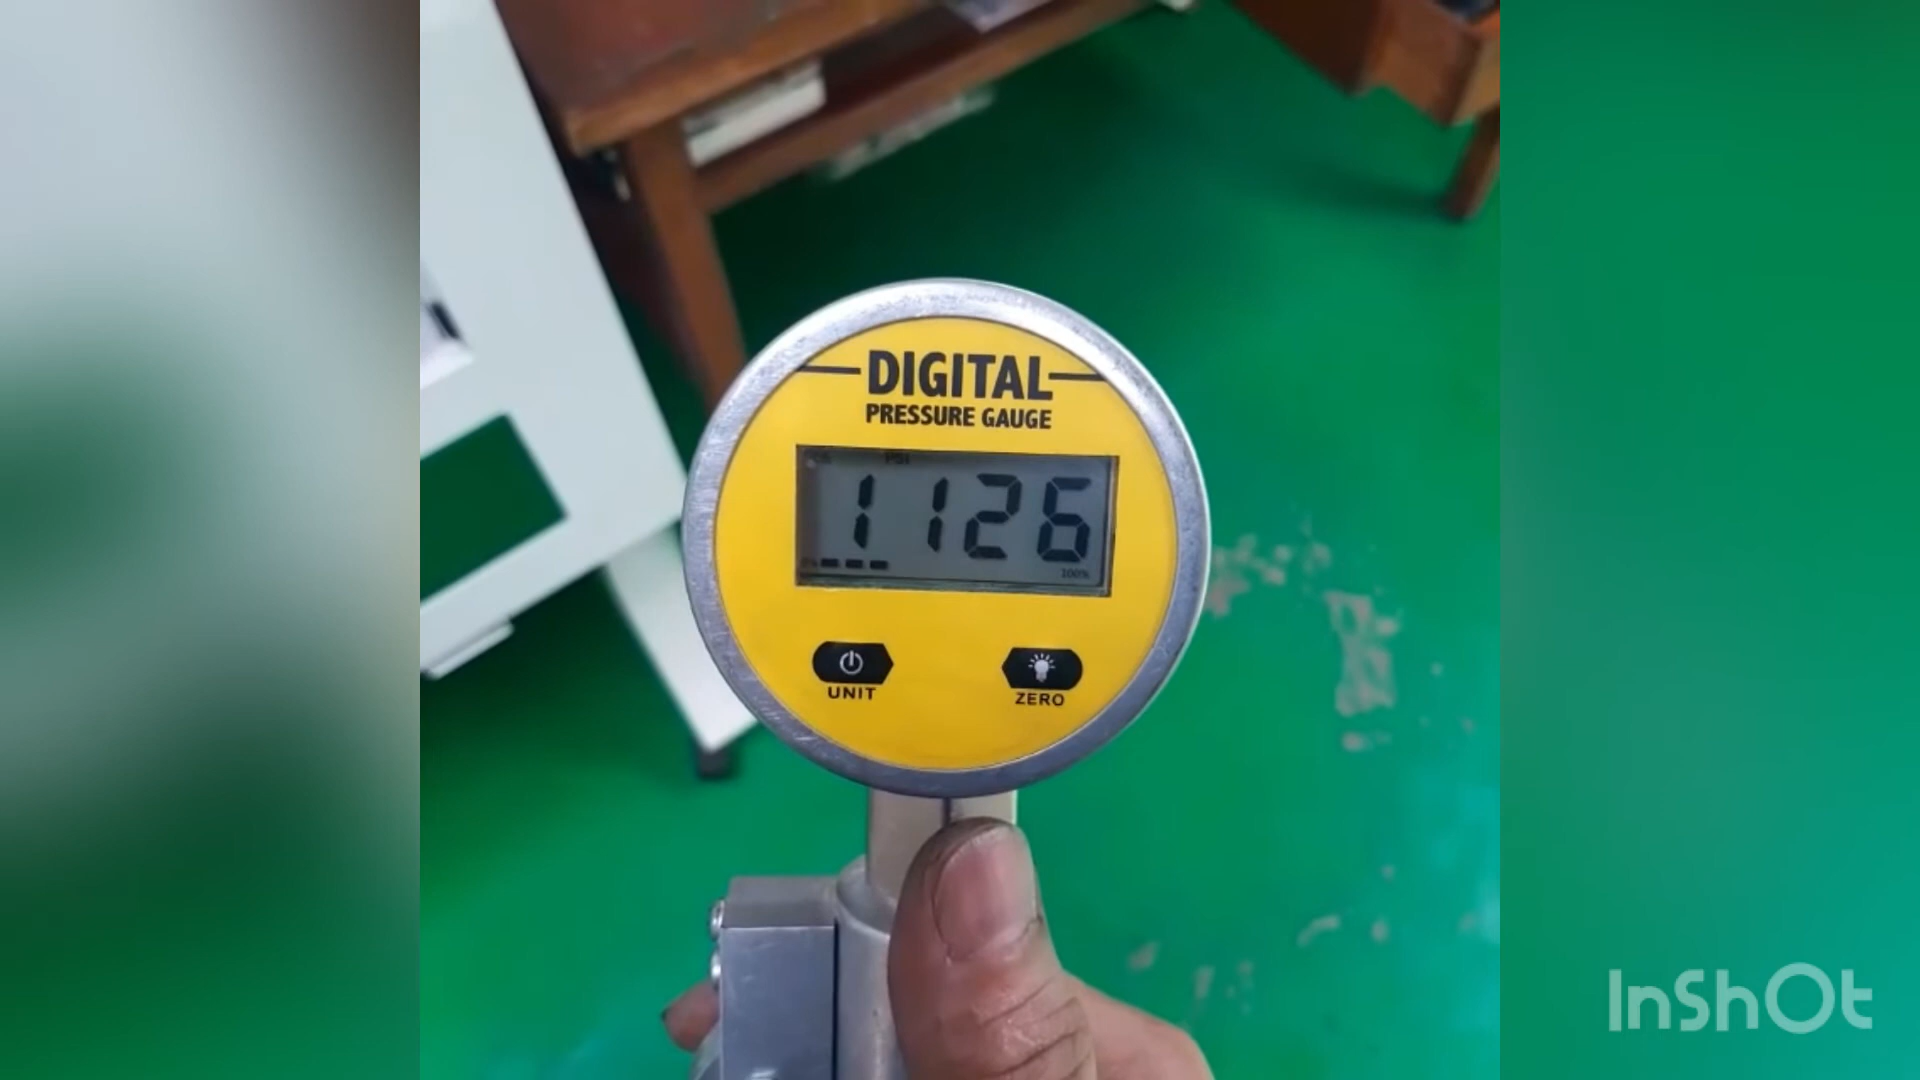 DIGITAL
PRESSURE GAUGE
PSI
1126
100%
UNIT
ZERO
InShOt